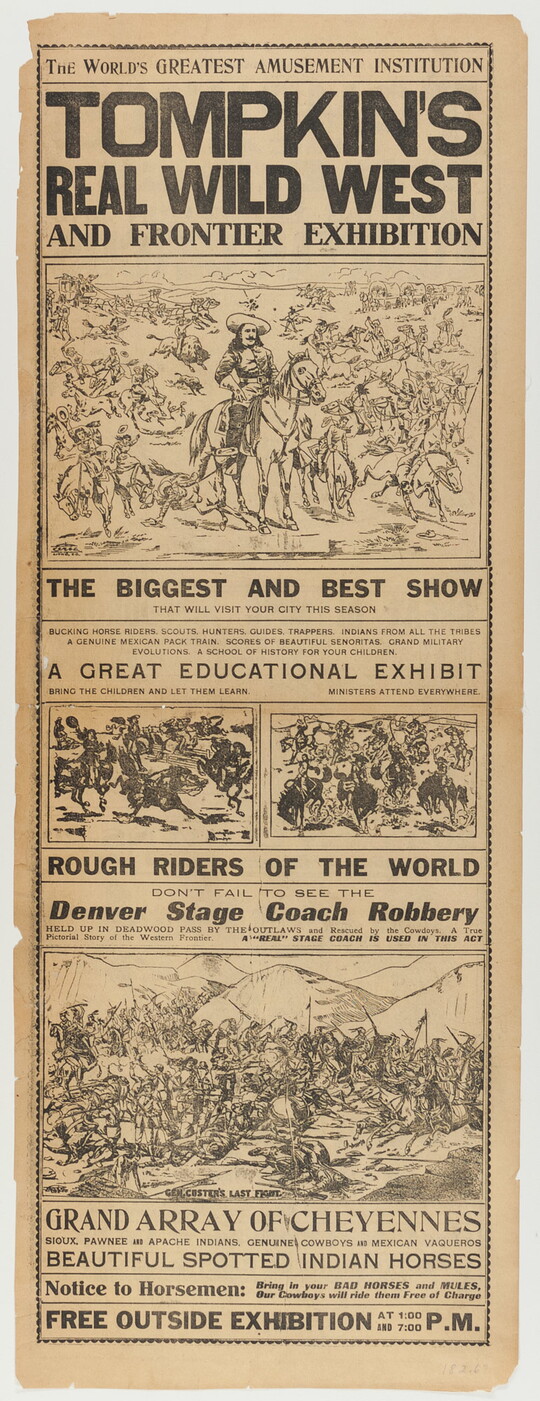 THE WORLD'S GREATEST AMUSEMENT INSTITUTION
TOMPKIN'S
REAL WILD WEST
AND FRONTIER EXHIBITION
THE BIGGEST AND BEST SHOW
THAT WILL VISIT YOUR CITY THIS SEASON
BUCKING HORSE RIDERS, SCOUTS, HUNTERS, GUIDES, TRAPPERS. INDIANS FROM ALL THE TRIBES
A GENUINE MEXICAN PACK TRAIN. SCORES OF BEAUTIFUL SENORITAS. GRAND MILITARY
EVOLUTIONS. A SCHOOL OF HISTORY FOR YOUR CHILDREN.
A GREAT EDUCATIONAL EXHIBIT
BRING THE CHILDREN AND LET THEM LEARN. MINISTERS ATTEND EVERYWHERE.
ROUGH RIDERS OF THE WORLD
DON'T FAIL TO SEE THE
Denver Stage Coach Robbery
HELD UP IN DEADWOOD PASS BY THE OUTLAWS and Rescued by the Cowboys. A True
Pictorial Story of the Western Frontier. A "REAL" STAGE COACH IS USED IN THIS ACT
GEN. CUSTER'S LAST FIGHT.
GRAND ARRAY OF CHEYENNES
SIOUX, PAWNEE AND APACHE INDIANS, GENUINE COWBOYS AND MEXICAN VAQUEROS
BEAUTIFUL SPOTTED INDIAN HORSES
Notice to Horsemen: Bring in your BAD HORSES and MULES,
Our Cowboys will ride them Free of Charge
FREE OUTSIDE EXHIBITION AT 1:00 AND 7:00 P.M.